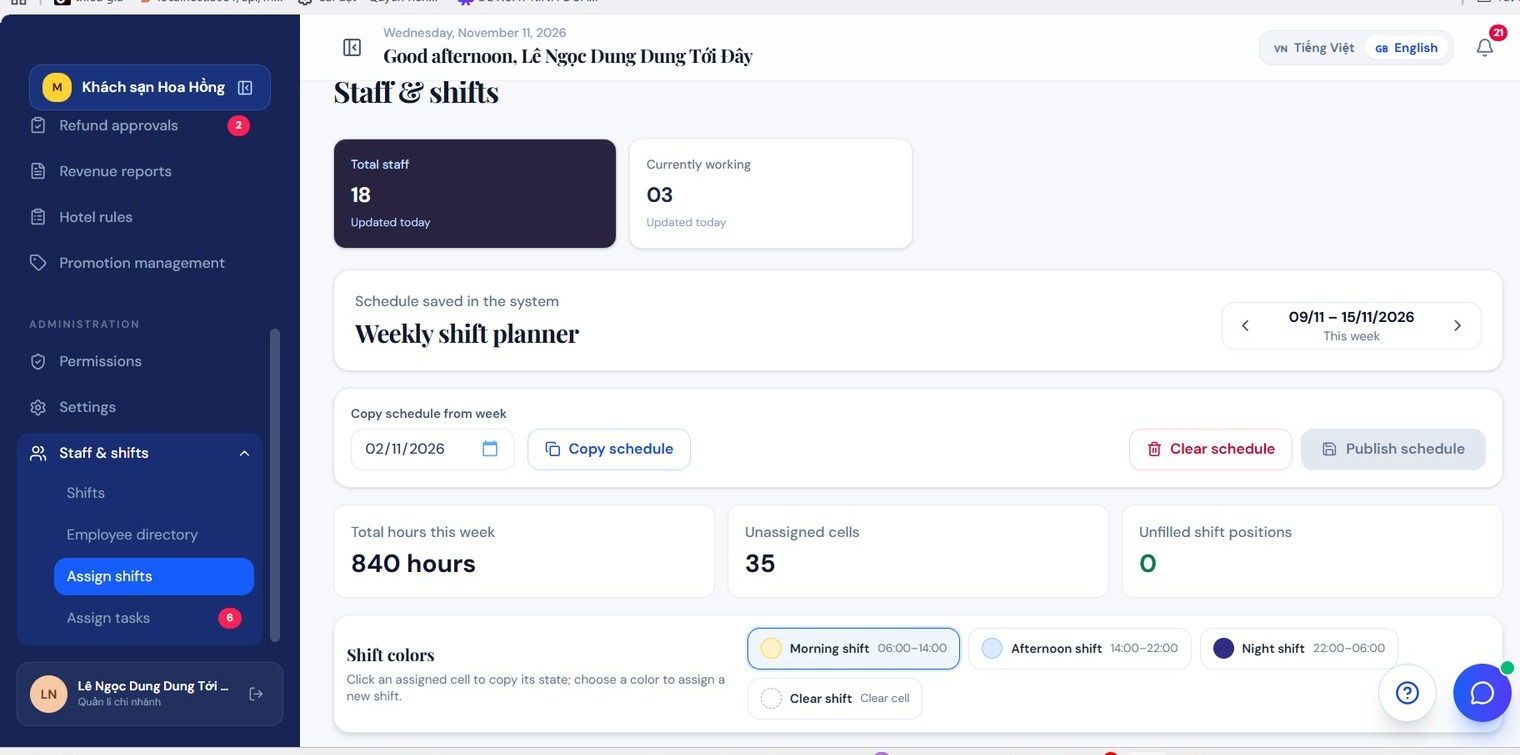 Wednesday, November 11, 2026
Good afternoon, Lê Ngọc Dung Dung Tới Đây
VN Tiếng Việt
GB English
21
M
Khách sạn Hoa Hồng
Refund approvals
2
Revenue reports
Hotel rules
Promotion management
ADMINISTRATION
Permissions
Settings
Staff & shifts
Shifts
Employee directory
Assign shifts
Assign tasks
6
LN
Lê Ngọc Dung Dung Tới ...
Quản lí chi nhánh
Staff & shifts
Total staff
18
Updated today
Currently working
03
Updated today
Schedule saved in the system
Weekly shift planner
09/11 – 15/11/2026
This week
Copy schedule from week
02/11/2026
Copy schedule
Clear schedule
Publish schedule
Total hours this week
840 hours
Unassigned cells
35
Unfilled shift positions
0
Shift colors
Click an assigned cell to copy its state; choose a color to assign a
new shift.
Morning shift 06:00–14:00
Afternoon shift 14:00–22:00
Night shift 22:00–06:00
Clear shift Clear cell